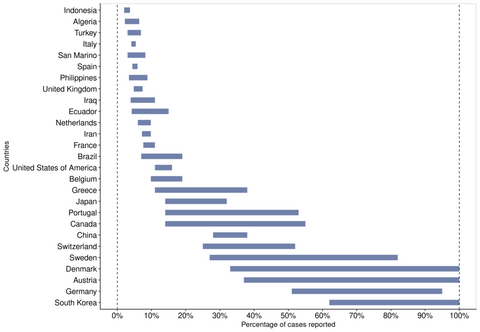 Indonesia
Algeria
Turkey
Italy
San Marino
Spain
Philippines
United Kingdom
Iraq
Ecuador
Netherlands
Iran
France
Brazil
United States of America
Belgium
Greece
Japan
Portugal
Canada
China
Switzerland
Sweden
Denmark
Austria
Germany
South Korea
Countries
0% 10% 20% 30% 40% 50% 60% 70% 80% 90% 100%
Percentage of cases reported